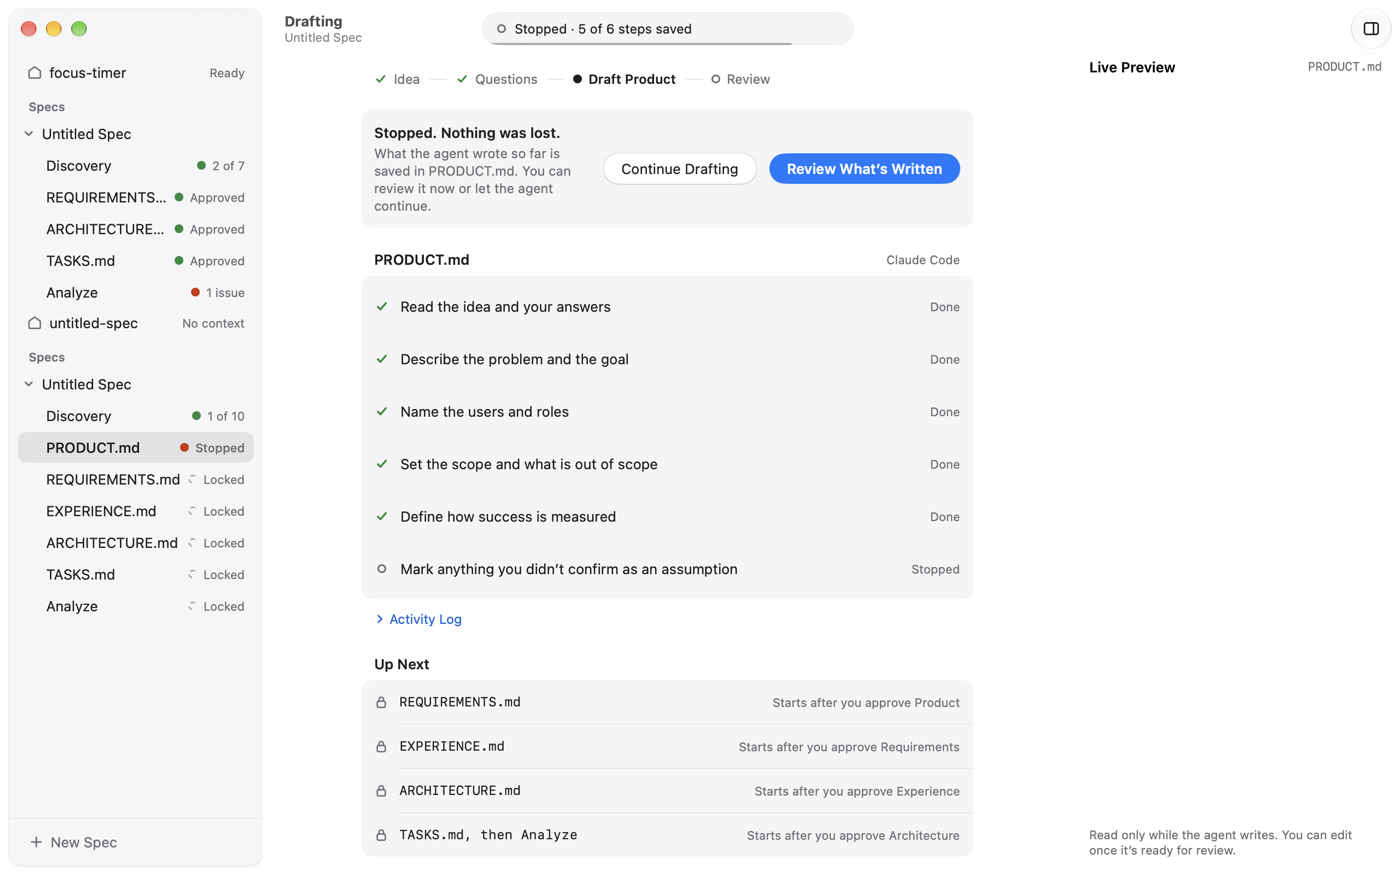 focus-timer Ready
Specs
Untitled Spec
Discovery 2 of 7
REQUIREMENTS... Approved
ARCHITECTURE... Approved
TASKS.md Approved
Analyze 1 issue
untitled-spec No context
Specs
Untitled Spec
Discovery 1 of 10
PRODUCT.md Stopped
REQUIREMENTS.md Locked
EXPERIENCE.md Locked
ARCHITECTURE.md Locked
TASKS.md Locked
Analyze Locked
New Spec
Drafting
Untitled Spec
Stopped · 5 of 6 steps saved
Idea Questions Draft Product Review
Stopped. Nothing was lost.
What the agent wrote so far is
saved in PRODUCT.md. You can
review it now or let the agent
continue.
Continue Drafting Review What’s Written
PRODUCT.md Claude Code
Read the idea and your answers Done
Describe the problem and the goal Done
Name the users and roles Done
Set the scope and what is out of scope Done
Define how success is measured Done
Mark anything you didn’t confirm as an assumption Stopped
Activity Log
Up Next
REQUIREMENTS.md Starts after you approve Product
EXPERIENCE.md Starts after you approve Requirements
ARCHITECTURE.md Starts after you approve Experience
TASKS.md, then Analyze Starts after you approve Architecture
Live Preview PRODUCT.md
Read only while the agent writes. You can edit
once it’s ready for review.